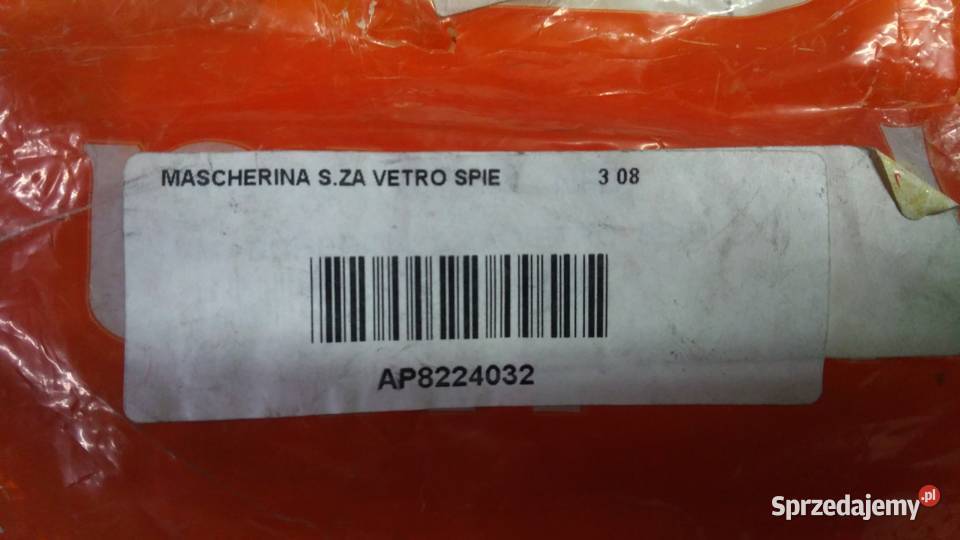 MASCHERINA S.ZA VETRO SPIE 3 08
AP8224032
Sprzedajemy.pl